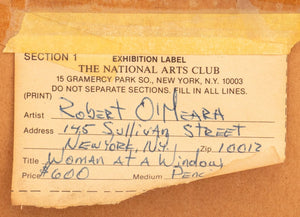 SECTION 1 EXHIBITION LABEL
THE NATIONAL ARTS CLUB
15 GRAMERCY PARK SO., NEW YORK, N.Y. 10003
DO NOT SEPARATE SECTIONS. FILL IN ALL LINES.
(PRINT)
Artist Robert O'Meara
Address 145 Sullivan Street
New York, N.Y. Zip 10012
Title Woman at a Window
Price $600 Medium Penc